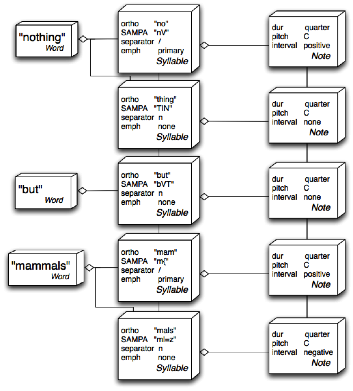 "nothing"
Word
ortho "no"
SAMPA "nV"
separator /
emph primary
Syllable
dur quarter
pitch C
interval positive
Note
ortho "thing"
SAMPA "TIN"
separator n
emph none
Syllable
dur quarter
pitch C
interval none
Note
"but"
Word
ortho "but"
SAMPA "bVT"
separator n
emph none
Syllable
dur quarter
pitch C
interval none
Note
"mammals"
Word
ortho "mam"
SAMPA "m{"
separator /
emph primary
Syllable
dur quarter
pitch C
interval positive
Note
ortho "mals"
SAMPA "ml=z"
separator n
emph none
Syllable
dur quarter
pitch C
interval negative
Note